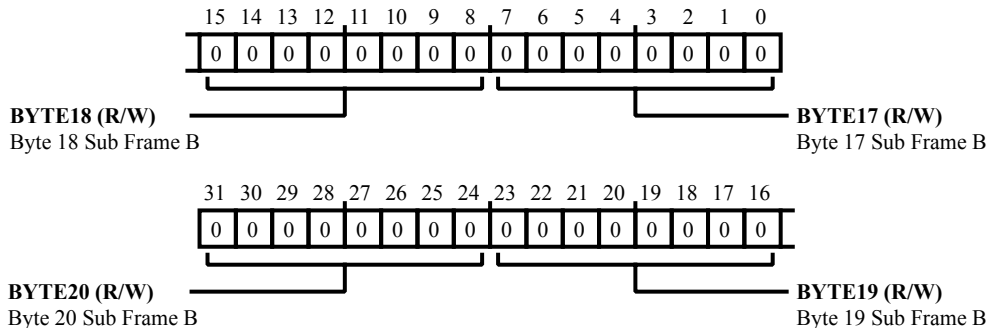 15 14 13 12 11 10 9 8 7 6 5 4 3 2 1 0
0 0 0 0 0 0 0 0 0 0 0 0 0 0 0 0
BYTE18 (R/W) BYTE17 (R/W)
Byte 18 Sub Frame B Byte 17 Sub Frame B
31 30 29 28 27 26 25 24 23 22 21 20 19 18 17 16
0 0 0 0 0 0 0 0 0 0 0 0 0 0 0 0
BYTE20 (R/W) BYTE19 (R/W)
Byte 20 Sub Frame B Byte 19 Sub Frame B